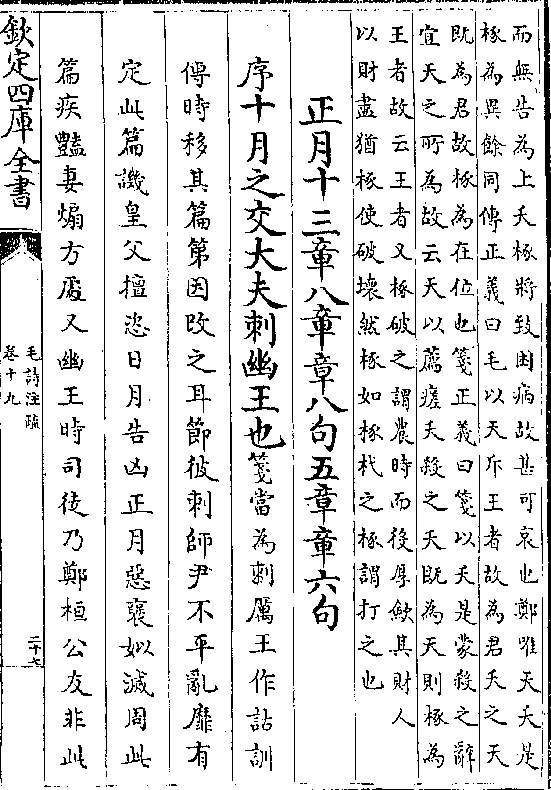 而無告為上夭椓將致困病故甚可哀也鄭唯天夭是
椓為異餘同傳正義曰毛以天斥王者故為君夭之天
既為君故椓為在位也箋正義曰箋以夭是蒙殺之辭
宜天之所為故云天以薦瘥夭殺之天既為天則椓為
王者故云王者又椓破之謂農時而後厚斂其財人
以財盡猶椓使破壞然椓如椓杙之椓謂打之也
正月十三章八章章八句五章章六句
序十月之交大夫刺幽王也箋當為刺厲王作詁訓
傳時移其篇第因改之耳節彼刺師尹不平亂靡有
定此篇譏皇父擅恣日月告凶正月惡褒姒滅周此
篇疾豔妻煽方處又幽王時司徒乃鄭桓公友非此
欽定四庫全書
毛詩注疏
卷十九
二十七